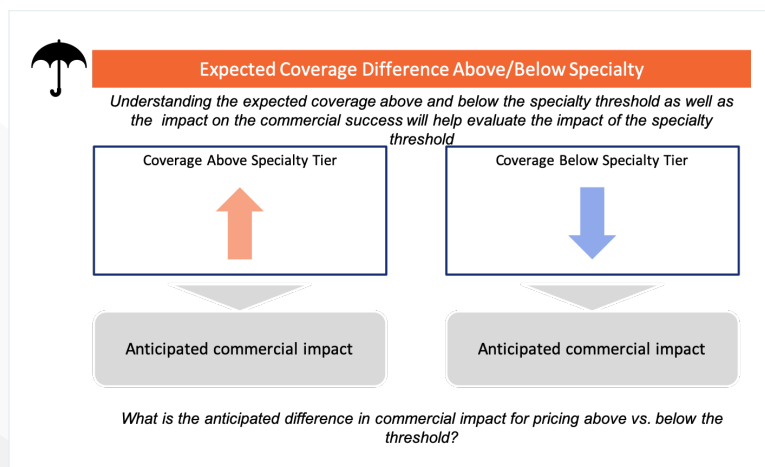 Expected Coverage Difference Above/Below Specialty
Understanding the expected coverage above and below the specialty threshold as well as
the impact on the commercial success will help evaluate the impact of the specialty
threshold
Coverage Above Specialty Tier
Coverage Below Specialty Tier
Anticipated commercial impact
Anticipated commercial impact
What is the anticipated difference in commercial impact for pricing above vs. below the
threshold?